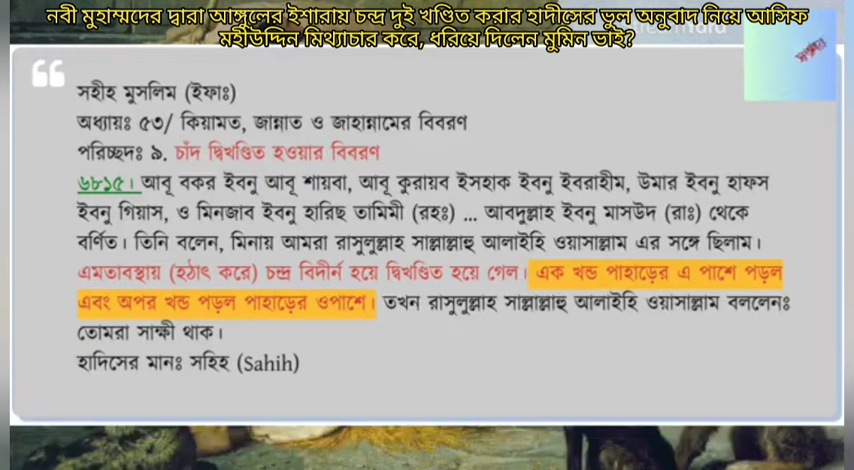 নবী মুহাম্মদের দ্বারা আঙ্গুলের ইশারায় চন্দ্র দুই খণ্ডিত করার হাদীসের ভুল অনুবাদ নিয়ে আসিফ
মহীউদ্দিন মিথ্যাচার করে, ধরিয়ে দিলেন মুমিন ভাই?
সহীহ মুসলিম (ইফাঃ)
অধ্যায়ঃ ৫৩/ কিয়ামত, জান্নাত ও জাহান্নামের বিবরণ
পরিচ্ছদঃ ৯. চাঁদ দ্বিখণ্ডিত হওয়ার বিবরণ
৬৮১৫। আবূ বকর ইবনু আবূ শায়বা, আবূ কুরায়ব ইসহাক ইবনু ইবরাহীম, উমার ইবনু হাফস
ইবনু গিয়াস, ও মিনজাব ইবনু হারিছ তামিমী (রহঃ) ... আবদুল্লাহ ইবনু মাসউদ (রাঃ) থেকে
বর্ণিত। তিনি বলেন, মিনায় আমরা রাসুলুল্লাহ সাল্লাল্লাহু আলাইহি ওয়াসাল্লাম এর সঙ্গে ছিলাম।
এমতাবস্থায় (হঠাৎ করে) চন্দ্র বিদীর্ন হয়ে দ্বিখণ্ডিত হয়ে গেল। এক খন্ড পাহাড়ের এ পাশে পড়ল
এবং অপর খন্ড পড়ল পাহাড়ের ওপাশে। তখন রাসুলুল্লাহ সাল্লাল্লাহু আলাইহি ওয়াসাল্লাম বললেনঃ
তোমরা সাক্ষী থাক।
হাদিসের মানঃ সহিহ (Sahih)